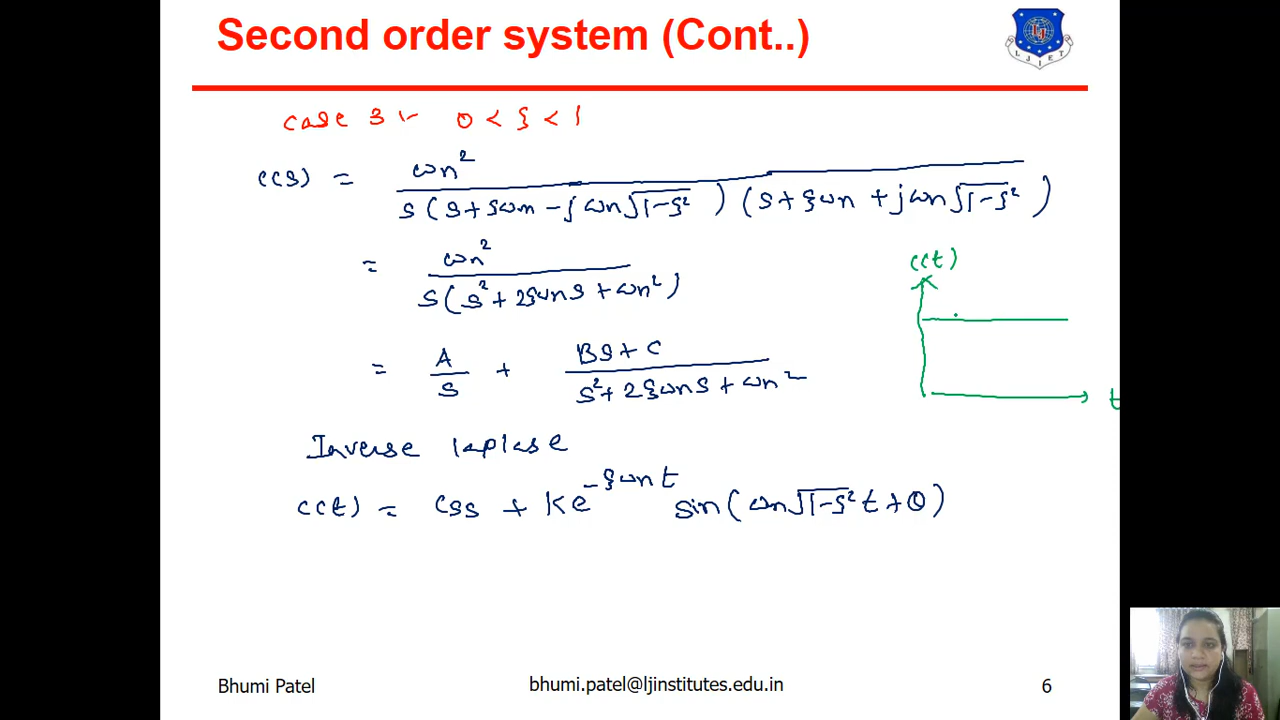 Second order system (Cont..)
LJIET
Case 3 :- 0 < ξ < 1
C(s) = ωn² / s(s+ξωn - jωn√1-ξ²) (s+ξωn + jωn√1-ξ²)
= ωn² / s(s² + 2ξωns + ωn²)
C(t)
= A/s + Bs + C / s² + 2ξωns + ωn²
t
Inverse laplase
C(t) = Css + Ke^-ξωnt sin(ωn√1-ξ² t + θ)
Bhumi Patel
bhumi.patel@ljinstitutes.edu.in
6